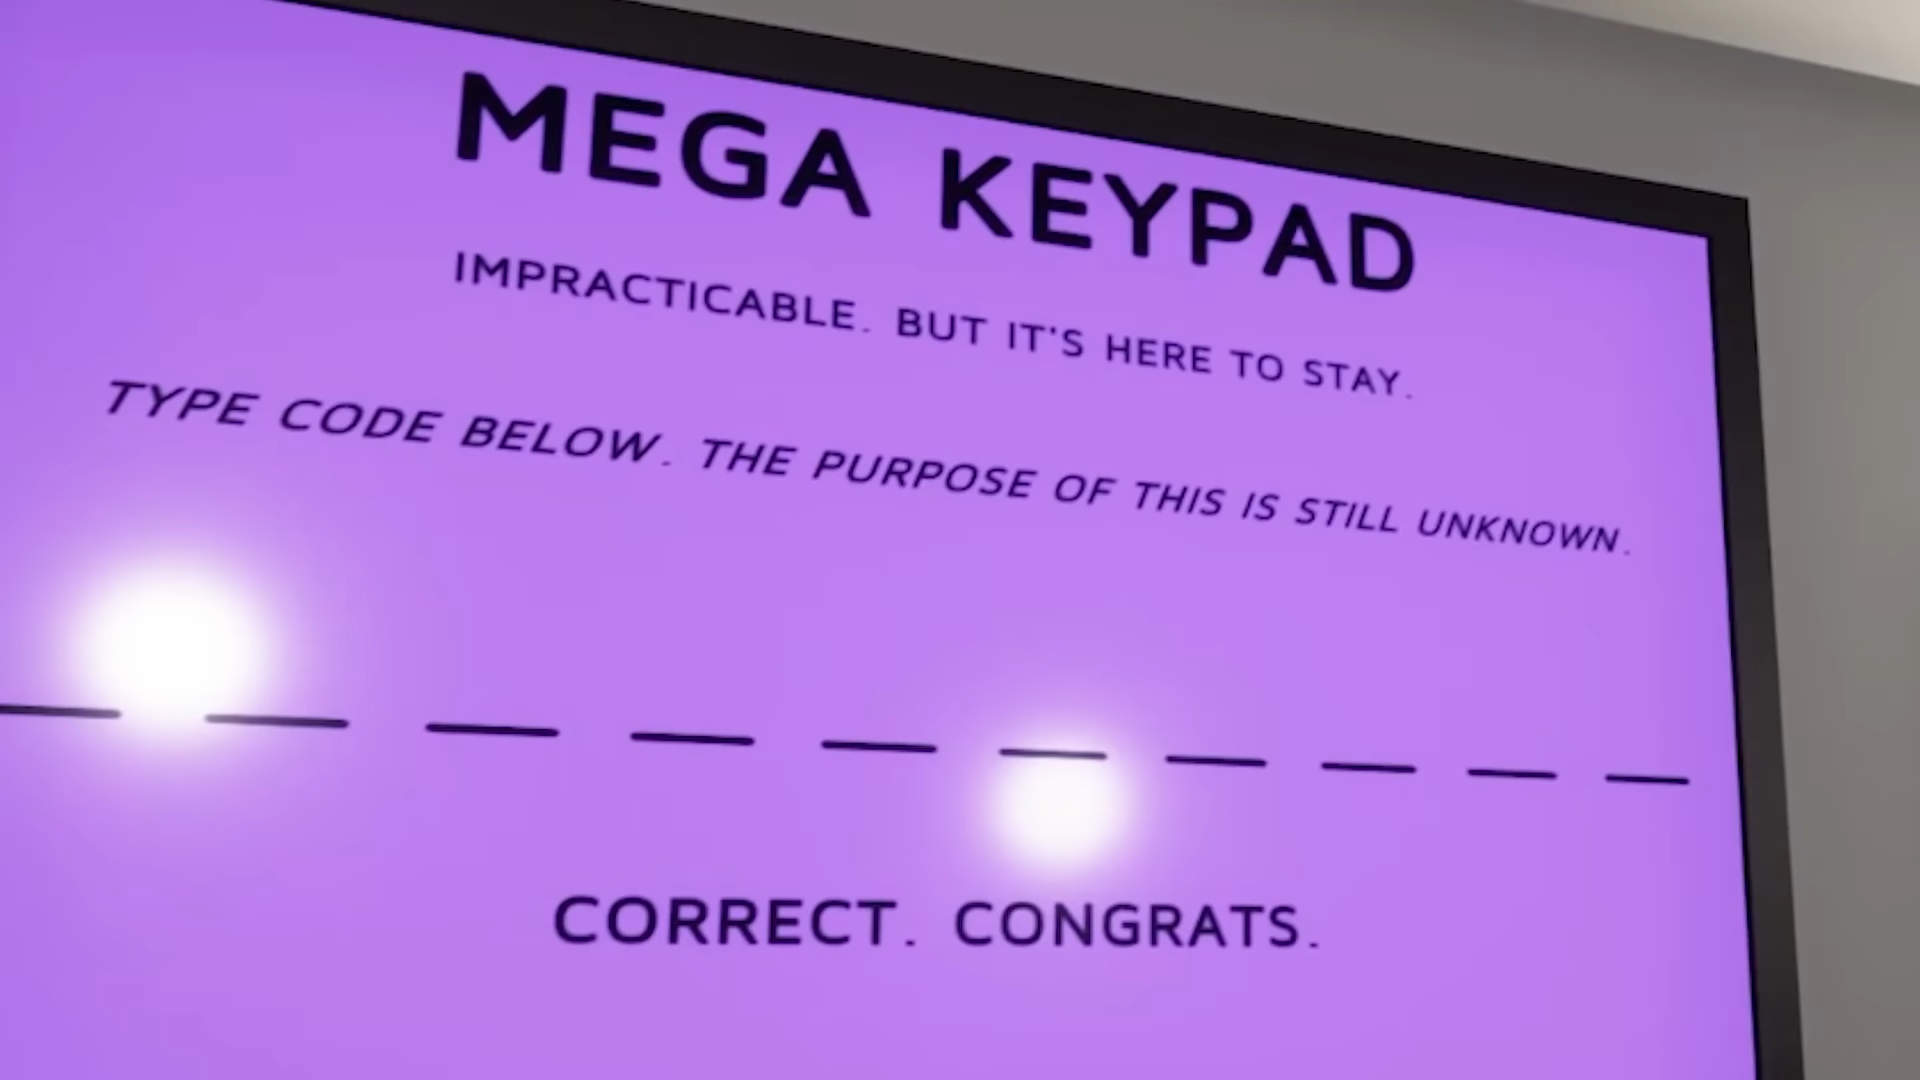 MEGA KEYPAD
IMPRACTICABLE. BUT IT'S HERE TO STAY.
TYPE CODE BELOW. THE PURPOSE OF THIS IS STILL UNKNOWN.
CORRECT. CONGRATS.